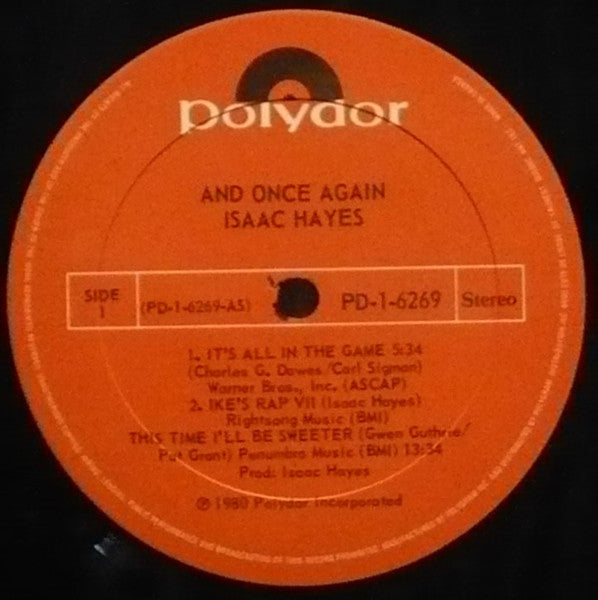 polydor
AND ONCE AGAIN
ISAAC HAYES
SIDE
1
(PD-1-6269-AS)
PD-1-6269
Stereo
1. IT'S ALL IN THE GAME 5:34
(Charles G. Dawes/Carl Sigman)
Warner Bros., Inc. (ASCAP)
2. IKE'S RAP VII (Isaac Hayes)
Rightsong Music (BMI)
THIS TIME I'LL BE SWEETER (Gwen Guthrie/
Pat Grant) Penumbra Music (BMI) 13:34
Prod: Isaac Hayes
℗ 1980 Polydor Incorporated